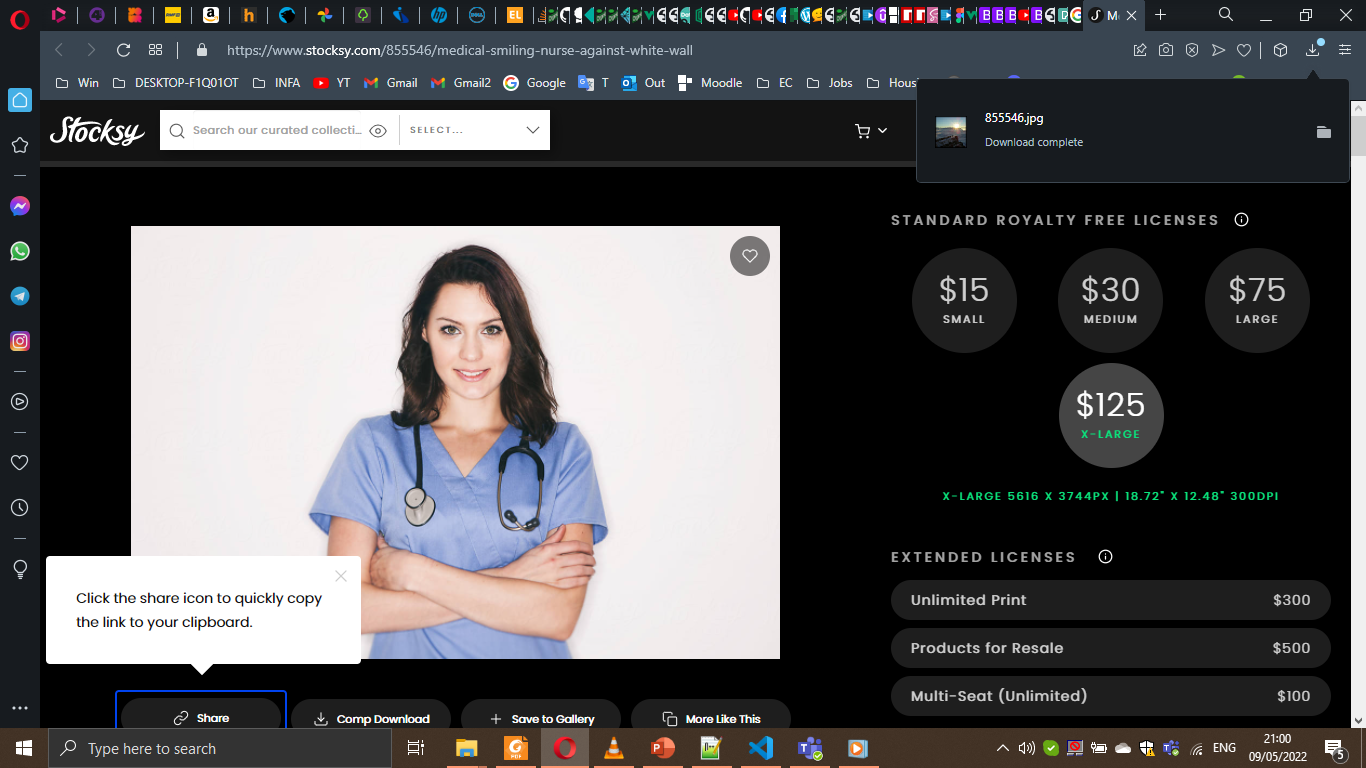 EL
M
https://www.stocksy.com/855546/medical-smiling-nurse-against-white-wall
Win
DESKTOP-F1Q01OT
INFA
YT
Gmail
Gmail2
Google
T
Out
Moodle
EC
Jobs
855546.jpg
Download complete
Stocksy
Search our curated collecti...
SELECT...
STANDARD ROYALTY FREE LICENSES
$15
SMALL
$30
MEDIUM
$75
LARGE
$125
X-LARGE
X-LARGE 5616 X 3744PX | 18.72" X 12.48" 300DPI
EXTENDED LICENSES
Unlimited Print $300
Products for Resale $500
Multi-Seat (Unlimited) $100
Click the share icon to quickly copy
the link to your clipboard.
Share
Comp Download
Save to Gallery
More Like This
Type here to search
ENG
21:00
09/05/2022
5